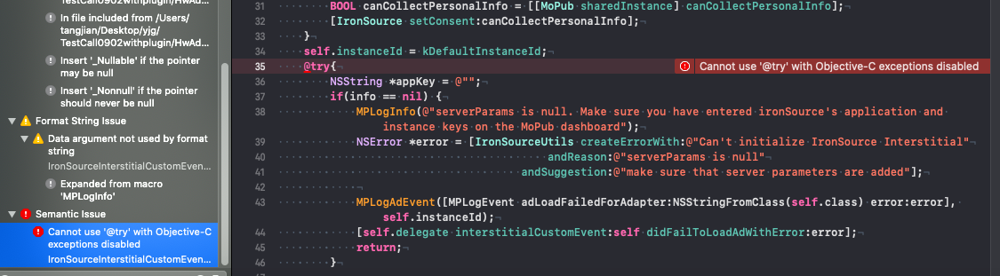 TestCall0902withplugin/HwAd...
In file included from /Users/
tangjian/Desktop/yjg/
TestCall0902withplugin/HwAd...
Insert '_Nullable' if the pointer
may be null
Insert '_Nonnull' if the pointer
should never be null
Format String Issue
Data argument not used by format
string
IronSourceInterstitialCustomEven...
Expanded from macro
'MPLogInfo'
Semantic Issue
Cannot use '@try' with Objective-C
exceptions disabled
IronSourceInterstitialCustomEven...
31 BOOL canCollectPersonalInfo = [[MoPub sharedInstance] canCollectPersonalInfo];
32 [IronSource setConsent:canCollectPersonalInfo];
33 }
34 self.instanceId = kDefaultInstanceId;
35 @try{ Cannot use '@try' with Objective-C exceptions disabled
36 NSString *appKey = @"";
37 if(info == nil) {
38 MPLogInfo(@"serverParams is null. Make sure you have entered ironSource's application and
instance keys on the MoPub dashboard");
39 NSError *error = [IronSourceUtils createErrorWith:@"Can't initialize IronSource Interstitial"
40 andReason:@"serverParams is null"
41 andSuggestion:@"make sure that server parameters are added"];
42
43 MPLogAdEvent([MPLogEvent adLoadFailedForAdapter:NSStringFromClass(self.class) error:error],
self.instanceId);
44 [self.delegate interstitialCustomEvent:self didFailToLoadAdWithError:error];
45 return;
46 }